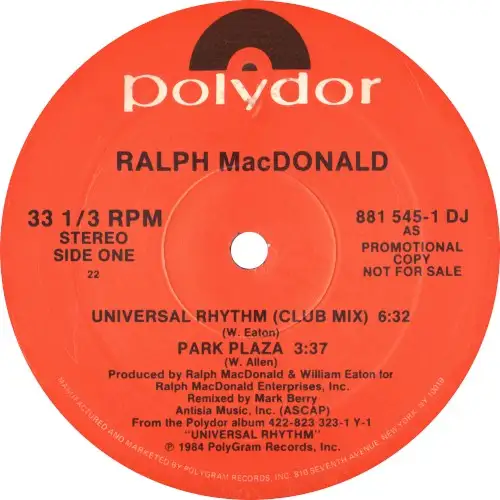 polydor
RALPH MacDONALD
33 1/3 RPM
STEREO
SIDE ONE
22
881 545-1 DJ
AS
PROMOTIONAL
COPY
NOT FOR SALE
UNIVERSAL RHYTHM (CLUB MIX) 6:32
(W. Eaton)
PARK PLAZA 3:37
(W. Allen)
Produced by Ralph MacDonald & William Eaton for
Ralph MacDonald Enterprises, Inc.
Remixed by Mark Berry
Antisia Music, Inc. (ASCAP)
From the Polydor album 422-823 323-1 Y-1
"UNIVERSAL RHYTHM"
℗ 1984 PolyGram Records, Inc.
MANUFACTURED AND MARKETED BY POLYGRAM RECORDS, INC. 810 SEVENTH AVENUE, NEW YORK, NY 10019